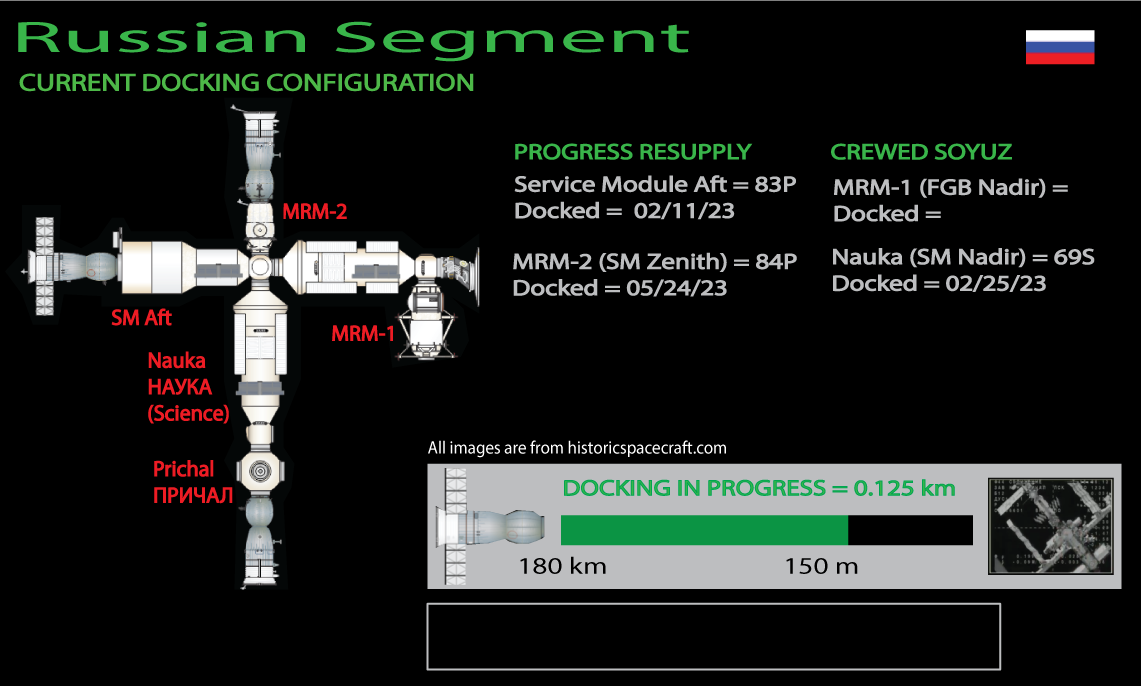 Russian Segment
CURRENT DOCKING CONFIGURATION
MRM-2
SM Aft
MRM-1
Nauka
НАУКА
(Science)
Prichal
ПРИЧАЛ
PROGRESS RESUPPLY
Service Module Aft = 83P
Docked = 02/11/23
MRM-2 (SM Zenith) = 84P
Docked = 05/24/23
CREWED SOYUZ
MRM-1 (FGB Nadir) =
Docked =
Nauka (SM Nadir) = 69S
Docked = 02/25/23
All images are from historicspacecraft.com
DOCKING IN PROGRESS = 0.125 km
180 km
150 m